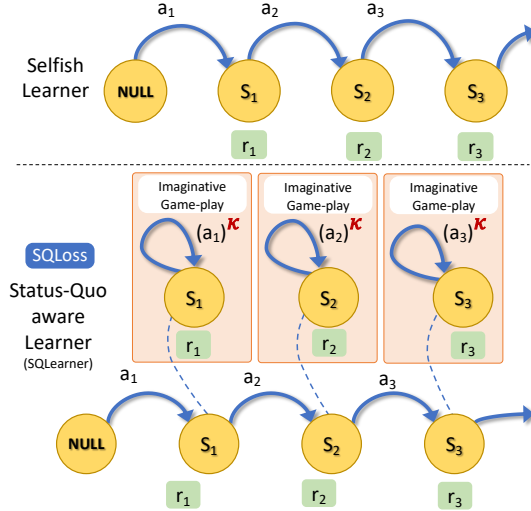 a₁ a₂ a₃
Selfish
Learner
NULL S₁ S₂ S₃
r₁ r₂ r₃
Imaginative
Game-play
Imaginative
Game-play
Imaginative
Game-play
(a₁)^K (a₂)^K (a₃)^K
SQLoss
Status-Quo
aware
Learner
(SQLearner)
S₁ S₂ S₃
r₁ r₂ r₃
a₁ a₂ a₃
NULL S₁ S₂ S₃
r₁ r₂ r₃